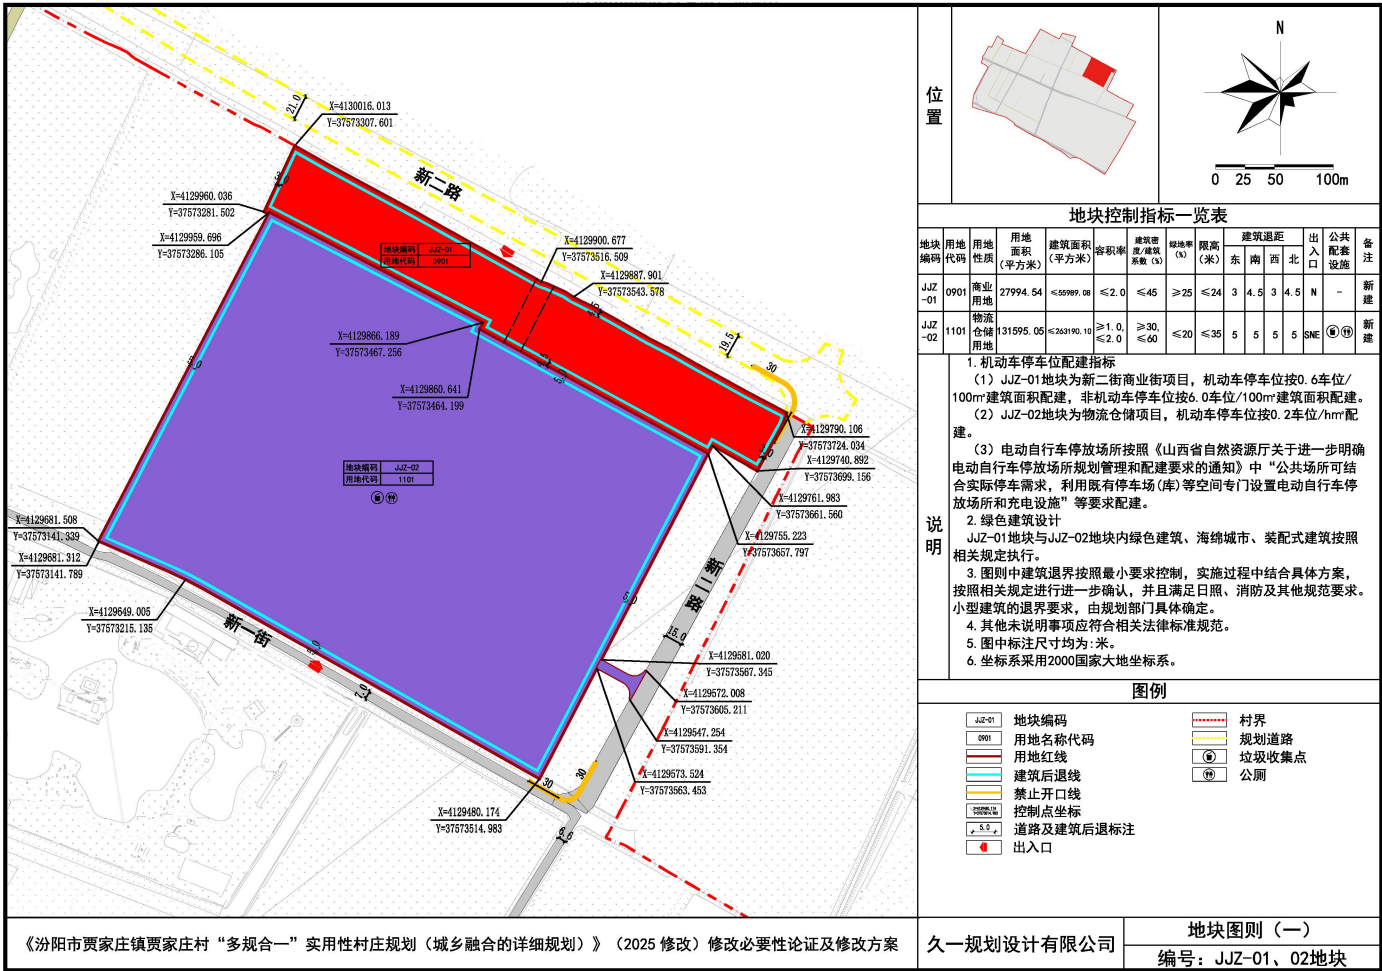 X=4130016.013
Y=37573307.601
21.0
新二路
X=4129960.036
Y=37573281.502
X=4129959.696
Y=37573286.105
地块编码 JJZ-01
用地代码 0901
X=4129900.677
Y=37573516.509
X=4129887.901
Y=37573543.578
4.5
19.5
30
X=4129866.189
Y=37573467.256
X=4129860.641
Y=37573464.199
5.0
X=4129790.106
Y=37573724.034
X=4129740.892
Y=37573699.156
X=4129761.983
Y=37573661.560
X=4129755.223
Y=37573657.797
地块编码 JJZ-02
用地代码 1101
X=4129681.508
Y=37573141.339
X=4129681.312
Y=37573141.789
X=4129649.005
Y=37573215.135
新一街
5.0
7.0
新二路
5.0
15.0
X=4129581.020
Y=37573567.345
X=4129572.008
Y=37573605.211
X=4129547.254
Y=37573591.354
X=4129573.524
Y=37573563.453
30
30
X=4129480.174
Y=37573514.983
6.6
位置
N
0 25 50 100m
地块控制指标一览表
地块编码 用地代码 用地性质 用地面积(平方米) 建筑面积(平方米) 容积率 建筑密度/建筑系数(%) 绿地率(%) 限高(米) 建筑退距 东 南 西 北 出入口 公共配套设施 备注
JJZ-01 0901 商业用地 27994.54 ≤55989.08 ≤2.0 ≤45 ≥25 ≤24 3 4.5 3 4.5 N - 新建
JJZ-02 1101 物流仓储用地 131595.05 ≤263190.10 ≥1.0,≤2.0 ≥30,≤60 ≤20 ≤35 5 5 5 5 SNE 新建
说明
1.机动车停车位配建指标
（1）JJZ-01地块为新二街商业街项目，机动车停车位按0.6车位/
100㎡建筑面积配建，非机动车停车位按6.0车位/100㎡建筑面积配建。
（2）JJZ-02地块为物流仓储项目，机动车停车位按0.2车位/hm²配
建。
（3）电动自行车停放场所按照《山西省自然资源厅关于进一步明确
电动自行车停放场所规划管理和配建要求的通知》中“公共场所可结
合实际停车需求，利用既有停车场(库)等空间专门设置电动自行车停
放场所和充电设施”等要求配建。
2.绿色建筑设计
JJZ-01地块与JJZ-02地块内绿色建筑、海绵城市、装配式建筑按照
相关规定执行。
3.图则中建筑退界按照最小要求控制，实施过程中结合具体方案，
按照相关规定进行进一步确认，并且满足日照、消防及其他规范要求。
小型建筑的退界要求，由规划部门具体确定。
4.其他未说明事项应符合相关法律标准规范。
5.图中标注尺寸均为:米。
6.坐标系采用2000国家大地坐标系。
图例
JJZ-01 地块编码
0901 用地名称代码
用地红线
建筑后退线
禁止开口线
控制点坐标
5.0 道路及建筑后退标注
出入口
村界
规划道路
垃圾收集点
公厕
《汾阳市贾家庄镇贾家庄村“多规合一”实用性村庄规划（城乡融合的详细规划）》（2025 修改）修改必要性论证及修改方案
久一规划设计有限公司
地块图则（一）
编号：JJZ-01、02地块